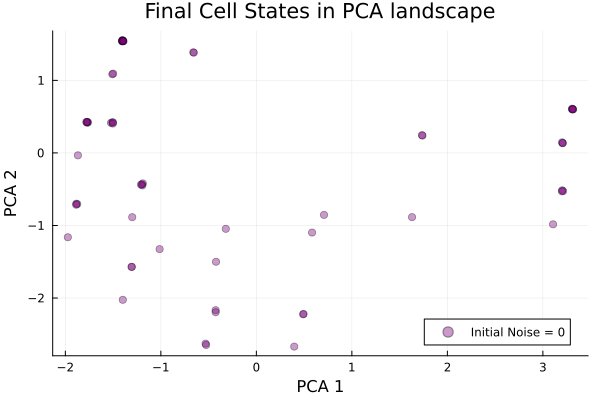 Final Cell States in PCA landscape
PCA 2
1
0
−1
−2
Initial Noise = 0
−2 −1 0 1 2 3
PCA 1